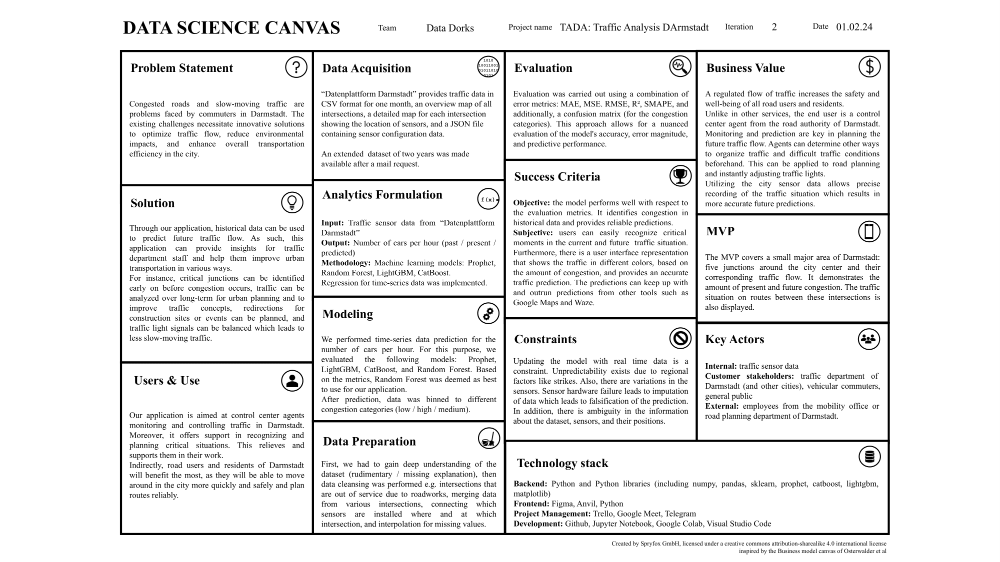 DATA SCIENCE CANVAS
Team Data Dorks
Project name TADA: Traffic Analysis DArmstadt
Iteration 2
Date 01.02.24
Problem Statement
?
Congested roads and slow-moving traffic are
problems faced by commuters in Darmstadt. The
existing challenges necessitate innovative solutions
to optimize traffic flow, reduce environmental
impacts, and enhance overall transportation
efficiency in the city.
Solution
Through our application, historical data can be used
to predict future traffic flow. As such, this
application can provide insights for traffic
department staff and help them improve urban
transportation in various ways.
For instance, critical junctions can be identified
early on before congestion occurs, traffic can be
analyzed over long-term for urban planning and to
improve traffic concepts, redirections for
construction sites or events can be planned, and
traffic light signals can be balanced which leads to
less slow-moving traffic.
Users & Use
Our application is aimed at control center agents
monitoring and controlling traffic in Darmstadt.
Moreover, it offers support in recognizing and
planning critical situations. This relieves and
supports them in their work.
Indirectly, road users and residents of Darmstadt
will benefit the most, as they will be able to move
around in the city more quickly and safely and plan
routes reliably.
Data Acquisition
1010
10011001
01011010
0101
“Datenplattform Darmstadt” provides traffic data in
CSV format for one month, an overview map of all
intersections, a detailed map for each intersection
showing the location of sensors, and a JSON file
containing sensor configuration data.
An extended dataset of two years was made
available after a mail request.
Analytics Formulation
f(x)=
Input: Traffic sensor data from “Datenplattform
Darmstadt”
Output: Number of cars per hour (past / present /
predicted)
Methodology: Machine learning models: Prophet,
Random Forest, LightGBM, CatBoost.
Regression for time-series data was implemented.
Modeling
We performed time-series data prediction for the
number of cars per hour. For this purpose, we
evaluated the following models: Prophet,
LightGBM, CatBoost, and Random Forest. Based
on the metrics, Random Forest was deemed as best
to use for our application.
After prediction, data was binned to different
congestion categories (low / high / medium).
Data Preparation
First, we had to gain deep understanding of the
dataset (rudimentary / missing explanation), then
data cleansing was performed e.g. intersections that
are out of service due to roadworks, merging data
from various intersections, connecting which
sensors are installed where and at which
intersection, and interpolation for missing values.
Evaluation
Evaluation was carried out using a combination of
error metrics: MAE, MSE. RMSE, R², SMAPE, and
additionally, a confusion matrix (for the congestion
categories). This approach allows for a nuanced
evaluation of the model's accuracy, error magnitude,
and predictive performance.
Success Criteria
Objective: the model performs well with respect to
the evaluation metrics. It identifies congestion in
historical data and provides reliable predictions.
Subjective: users can easily recognize critical
moments in the current and future traffic situation.
Furthermore, there is a user interface representation
that shows the traffic in different colors, based on
the amount of congestion, and provides an accurate
traffic prediction. The predictions can keep up with
and outrun predictions from other tools such as
Google Maps and Waze.
Constraints
Updating the model with real time data is a
constraint. Unpredictability exists due to regional
factors like strikes. Also, there are variations in the
sensors. Sensor hardware failure leads to imputation
of data which leads to falsification of the prediction.
In addition, there is ambiguity in the information
about the dataset, sensors, and their positions.
Business Value
$
A regulated flow of traffic increases the safety and
well-being of all road users and residents.
Unlike in other services, the end user is a control
center agent from the road authority of Darmstadt.
Monitoring and prediction are key in planning the
future traffic flow. Agents can determine other ways
to organize traffic and difficult traffic conditions
beforehand. This can be applied to road planning
and instantly adjusting traffic lights.
Utilizing the city sensor data allows precise
recording of the traffic situation which results in
more accurate future predictions.
MVP
The MVP covers a small major area of Darmstadt:
five junctions around the city center and their
corresponding traffic flow. It demonstrates the
amount of present and future congestion. The traffic
situation on routes between these intersections is
also displayed.
Key Actors
Internal: traffic sensor data
Customer stakeholders: traffic department of
Darmstadt (and other cities), vehicular commuters,
general public
External: employees from the mobility office or
road planning department of Darmstadt.
Technology stack
Backend: Python and Python libraries (including numpy, pandas, sklearn, prophet, catboost, lightgbm,
matplotlib)
Frontend: Figma, Anvil, Python
Project Management: Trello, Google Meet, Telegram
Development: Github, Jupyter Notebook, Google Colab, Visual Studio Code
Created by Spryfox GmbH, licensed under a creative commons attribution-sharealike 4.0 international license
inspired by the Business model canvas of Osterwalder et al